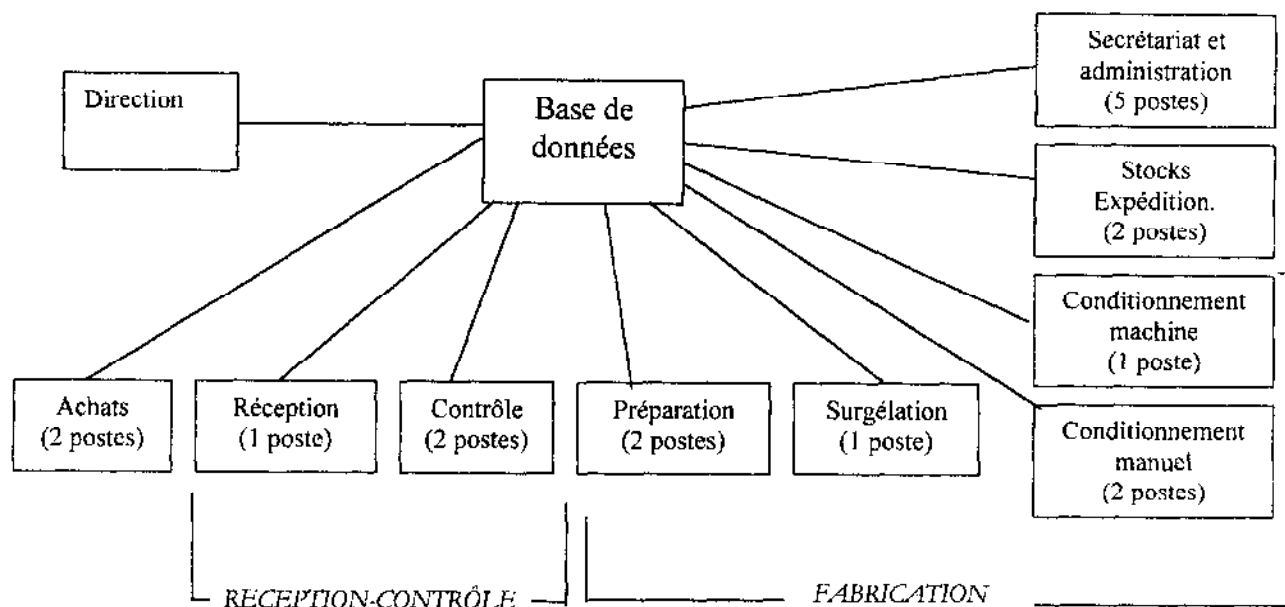 Direction
Base de
données
Secrétariat et
administration
(5 postes)
Stocks
Expédition.
(2 postes)
Conditionnement
machine
(1 poste)
Conditionnement
manuel
(2 postes)
Achats
(2 postes)
Réception
(1 poste)
Contrôle
(2 postes)
Préparation
(2 postes)
Surgélation
(1 poste)
RECEPTION-CONTRÔLE
FABRICATION